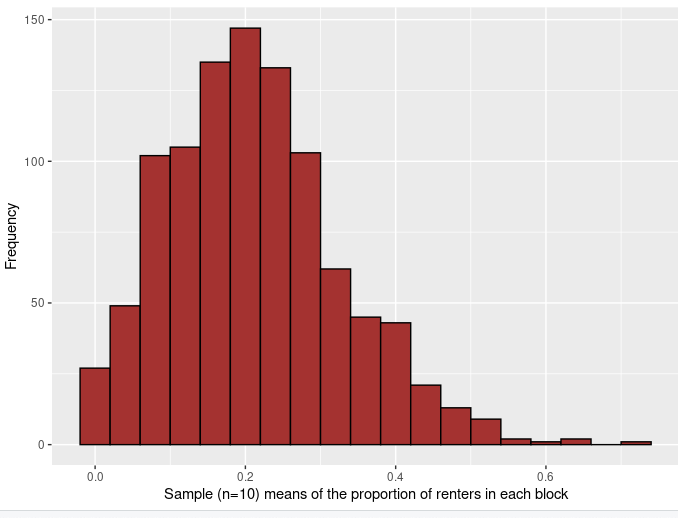 150
100
50
0
Frequency
0.0 0.2 0.4 0.6
Sample (n=10) means of the proportion of renters in each block